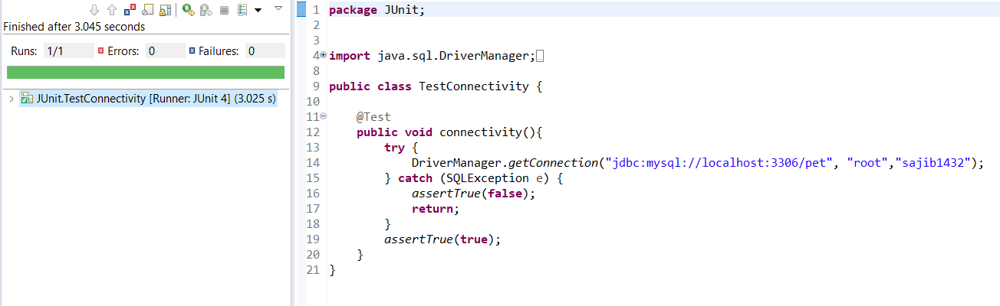 Finished after 3.045 seconds
Runs: 1/1 Errors: 0 Failures: 0
JUnit.TestConnectivity [Runner: JUnit 4] (3.025 s)
1 package JUnit;
2
3
4 import java.sql.DriverManager;
8
9 public class TestConnectivity {
10
11 @Test
12 public void connectivity(){
13 try {
14 DriverManager.getConnection("jdbc:mysql://localhost:3306/pet", "root","sajib1432");
15 } catch (SQLException e) {
16 assertTrue(false);
17 return;
18 }
19 assertTrue(true);
20 }
21 }